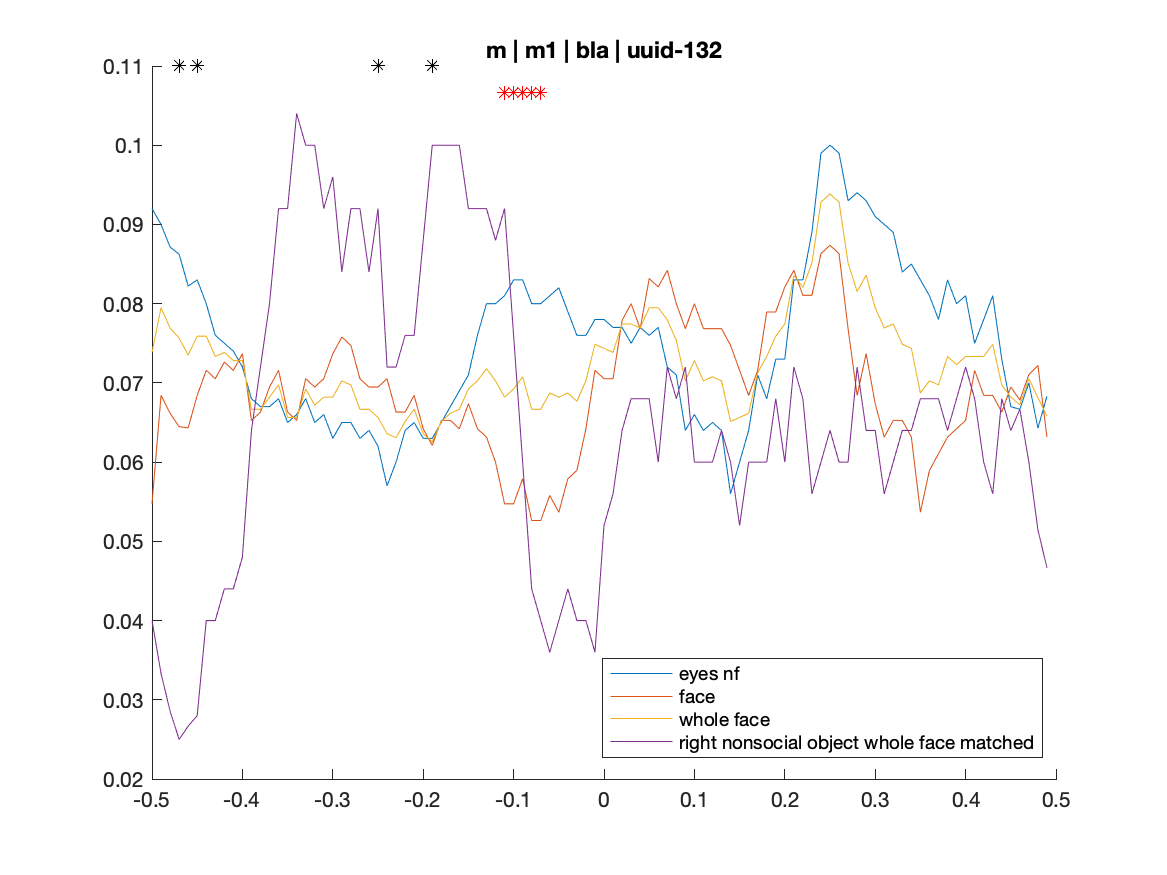 m | m1 | bla | uuid-132
0.11
0.1
0.09
0.08
0.07
0.06
0.05
0.04
0.03
0.02
eyes nf
face
whole face
right nonsocial object whole face matched
-0.5 -0.4 -0.3 -0.2 -0.1 0 0.1 0.2 0.3 0.4 0.5